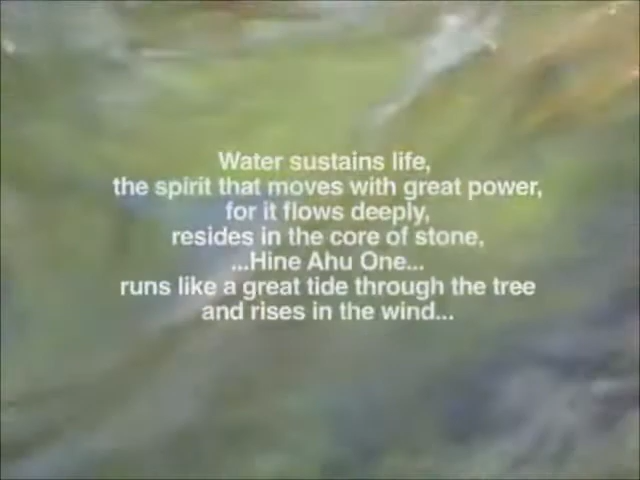 Water sustains life,
the spirit that moves with great power,
for it flows deeply,
resides in the core of stone,
...Hine Ahu One...
runs like a great tide through the tree
and rises in the wind...